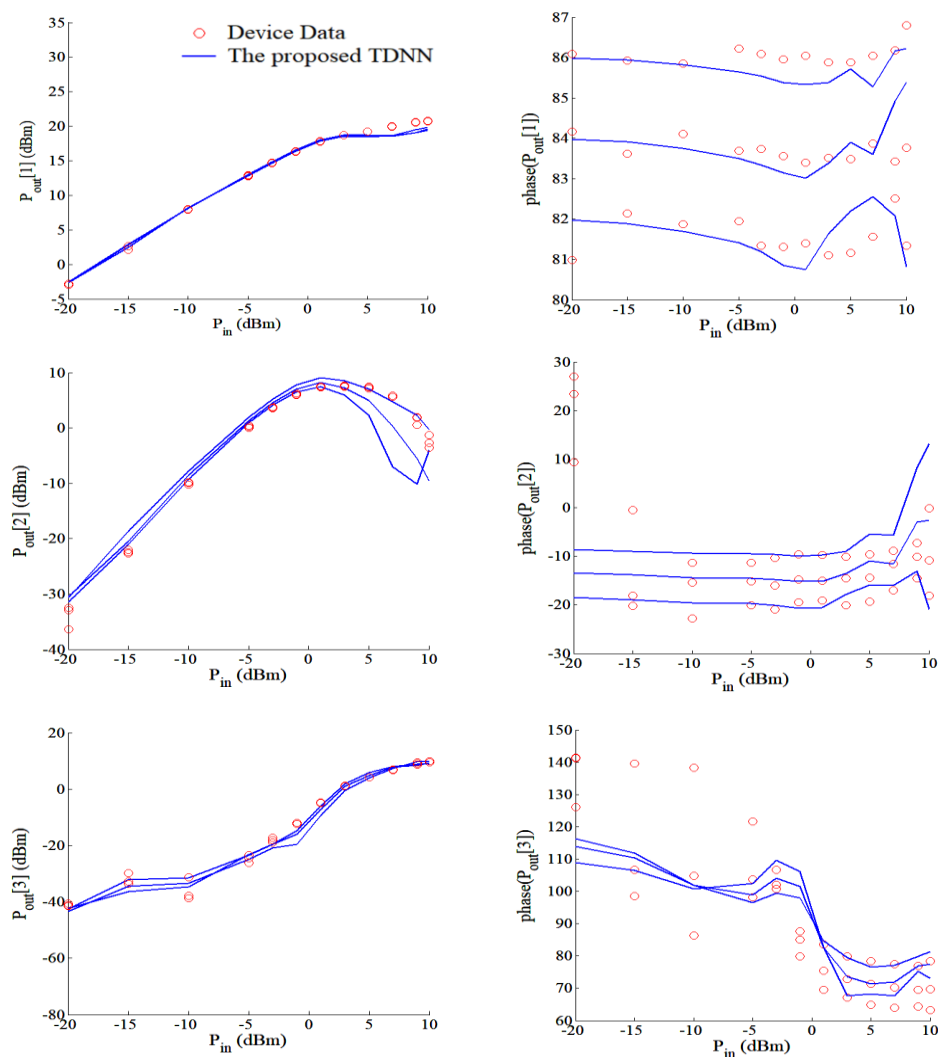 Device Data
The proposed TDNN
35
30
25
20
15
10
5
0
-5
-20 -15 -10 -5 0 5 10
P_in (dBm)
P_out[1] (dBm)
87
86
84
83
81
80
-20 -15 -10 -5 0 5 10
P_in (dBm)
phase(P_out[1])
20
10
0
-10
-20
-30
-40
-20 -15 -10 -5 0 5 10
P_in (dBm)
P_out[2] (dBm)
30
20
10
0
-10
-20
-30
-20 -15 -10 -5 0 5 10
P_in (dBm)
phase(P_out[2])
20
0
-20
-40
-60
-80
-20 -15 -10 -5 0 5 10
P_in (dBm)
P_out[3] (dBm)
150
140
130
120
110
100
90
80
70
60
-20 -15 -10 -5 0 5 10
P_in (dBm)
phase(P_out[3])